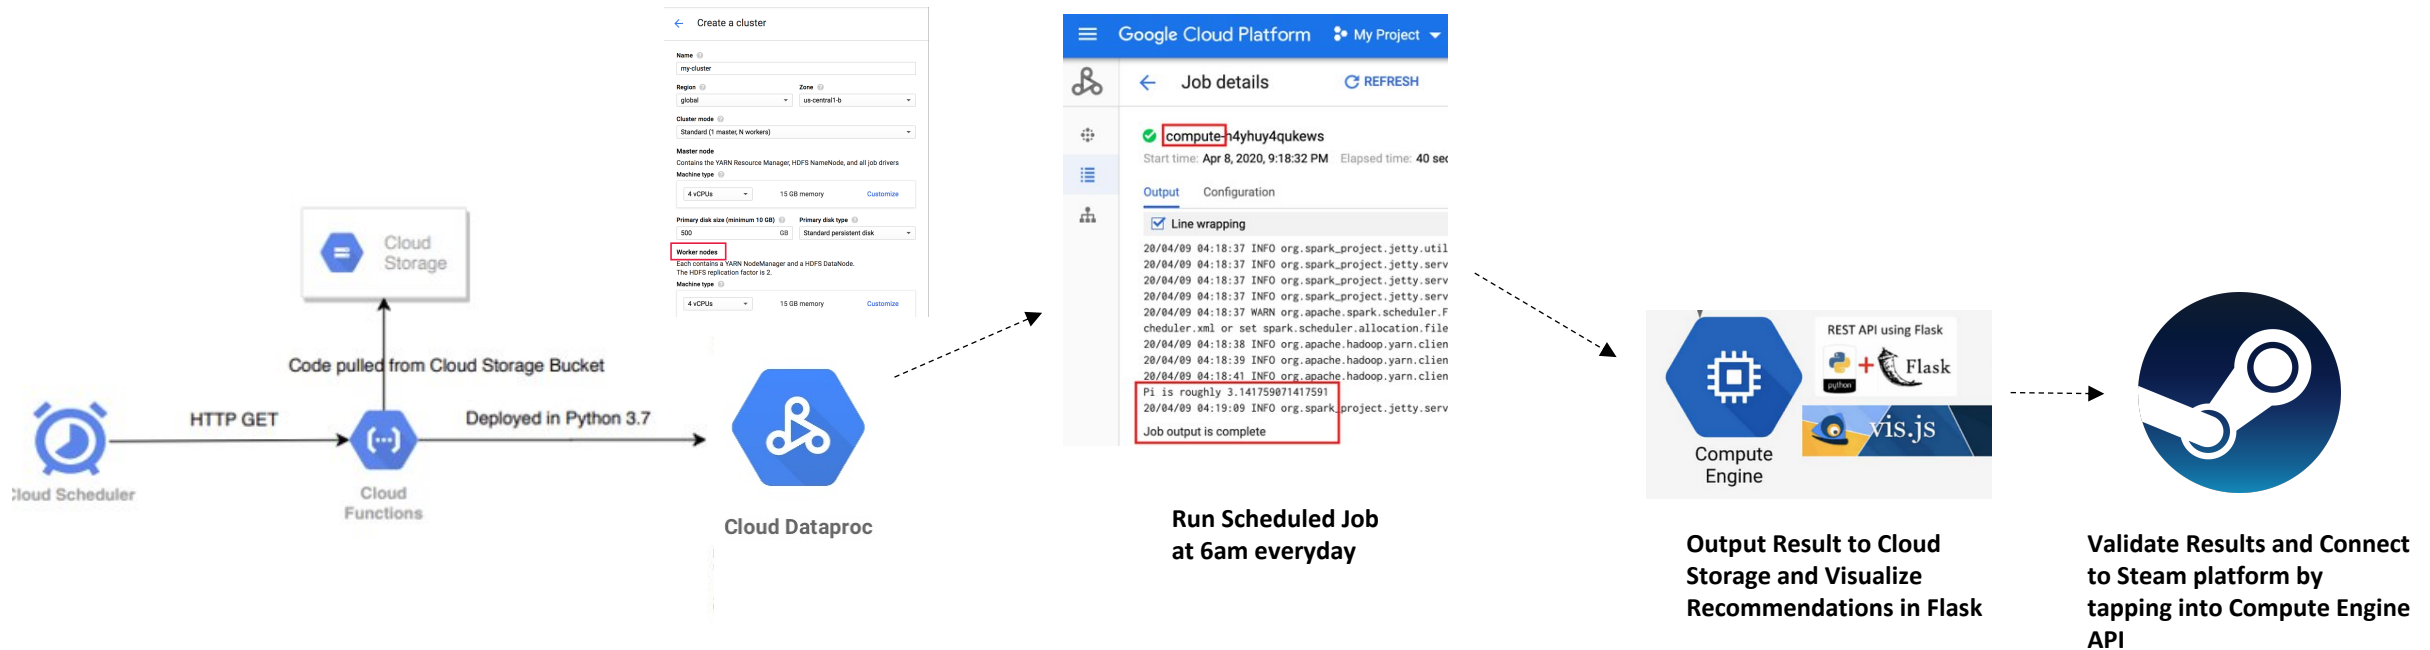 Cloud
Storage
Code pulled from Cloud Storage Bucket
HTTP GET
Deployed in Python 3.7
Cloud Scheduler
Cloud
Functions
Create a cluster
Name
my-cluster
Region
Zone
global
us-central1-b
Cluster mode
Standard (1 master, N workers)
Master node
Contains the YARN Resource Manager, HDFS NameNode, and all job drivers
Machine type
4 vCPUs
15 GB memory
Customize
Primary disk size (minimum 10 GB)
Primary disk type
500
GB
Standard persistent disk
Worker nodes
Each contains a YARN NodeManager and a HDFS DataNode.
The HDFS replication factor is 2.
Machine type
4 vCPUs
15 GB memory
Customize
Cloud Dataproc
Google Cloud Platform
My Project
Job details
REFRESH
compute-n4yhuy4qukews
Start time: Apr 8, 2020, 9:18:32 PM
Elapsed time: 40 sec
Output
Configuration
Line wrapping
20/04/09 04:18:37 INFO org.spark_project.jetty.util
20/04/09 04:18:37 INFO org.spark_project.jetty.serv
20/04/09 04:18:37 INFO org.spark_project.jetty.serv
20/04/09 04:18:37 INFO org.spark_project.jetty.serv
20/04/09 04:18:37 WARN org.apache.spark.scheduler.F
cheduler.xml or set spark.scheduler.allocation.file
20/04/09 04:18:38 INFO org.apache.hadoop.yarn.clien
20/04/09 04:18:39 INFO org.apache.hadoop.yarn.clien
20/04/09 04:18:41 INFO org.apache.hadoop.yarn.clien
Pi is roughly 3.141759071417591
20/04/09 04:19:09 INFO org.spark_project.jetty.serv
Job output is complete
Run Scheduled Job
at 6am everyday
REST API using Flask
python
Flask
vis.js
Compute
Engine
Output Result to Cloud
Storage and Visualize
Recommendations in Flask
Validate Results and Connect
to Steam platform by
tapping into Compute Engine
API